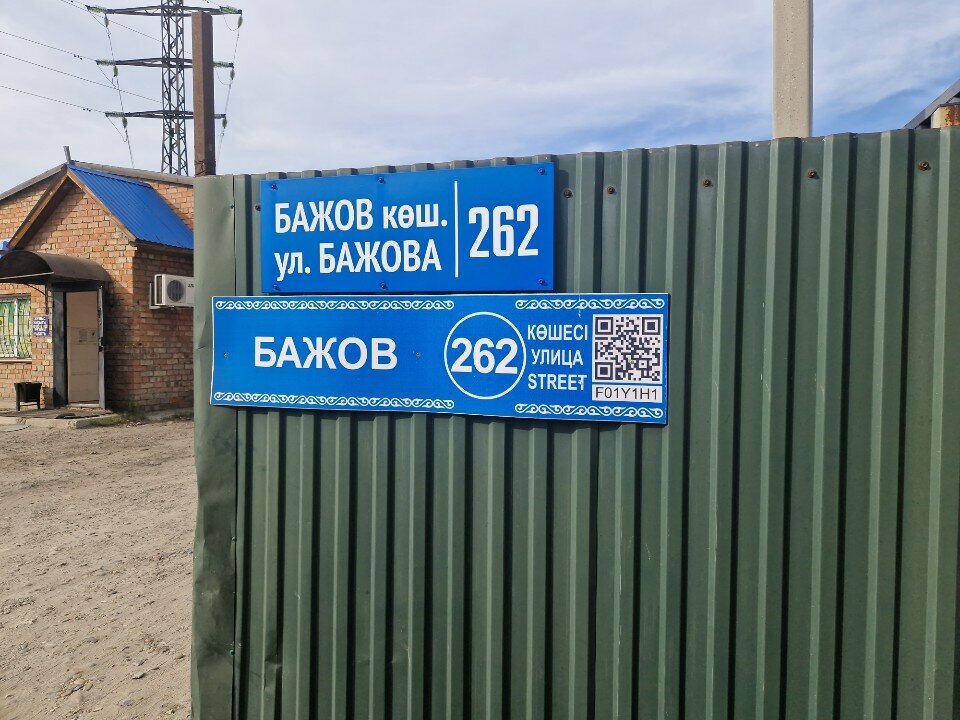 БАЖОВ көш.
ул. БАЖОВА
262
БАЖОВ
262
КӨШЕСІ
УЛИЦА
STREET
F01Y1H1